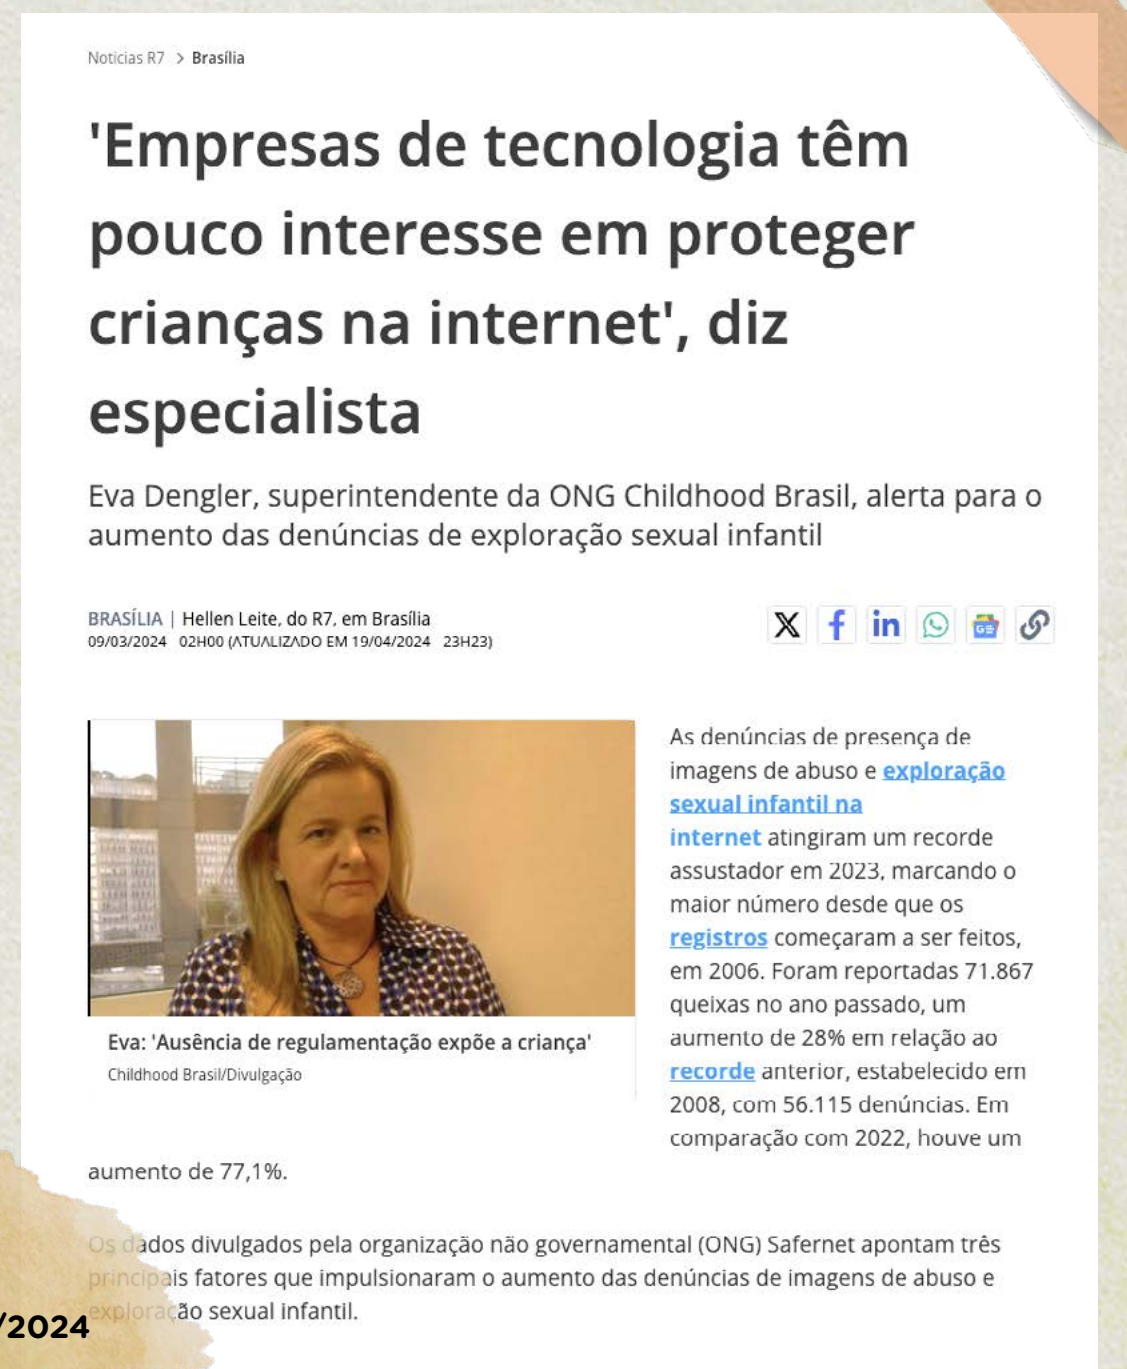 Noticias R7 > Brasília
'Empresas de tecnologia têm
pouco interesse em proteger
crianças na internet', diz
especialista
Eva Dengler, superintendente da ONG Childhood Brasil, alerta para o
aumento das denúncias de exploração sexual infantil
BRASÍLIA | Hellen Leite, do R7, em Brasília
09/03/2024 02H00 (ATUALIZADO EM 19/04/2024 23H23)
Eva: 'Ausência de regulamentação expõe a criança'
Childhood Brasil/Divulgação
As denúncias de presença de
imagens de abuso e exploração
sexual infantil na
internet atingiram um recorde
assustador em 2023, marcando o
maior número desde que os
registros começaram a ser feitos,
em 2006. Foram reportadas 71.867
queixas no ano passado, um
aumento de 28% em relação ao
recorde anterior, estabelecido em
2008, com 56.115 denúncias. Em
comparação com 2022, houve um
aumento de 77,1%.
Os dados divulgados pela organização não governamental (ONG) Safernet apontam três
principais fatores que impulsionaram o aumento das denúncias de imagens de abuso e
exploração sexual infantil.
/2024